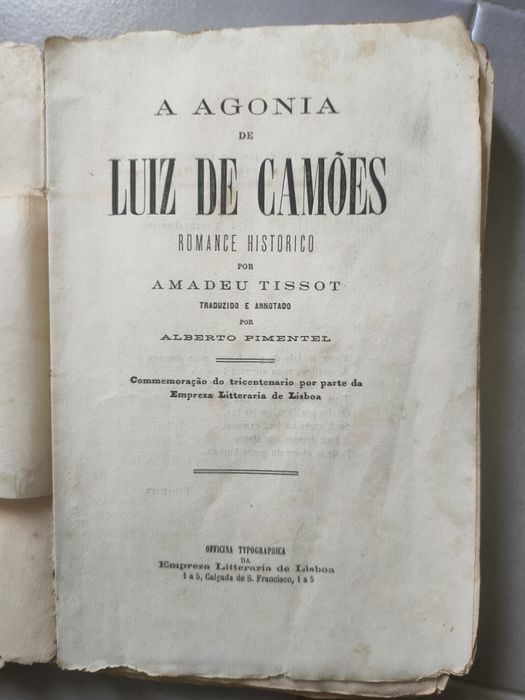 A AGONIA
DE
LUIZ DE CAMÕES
ROMANCE HISTORICO
POR
AMADEU TISSOT
TRADUZIDO E ANNOTADO
POR
ALBERTO PIMENTEL
Commemoração do tricentenario por parte da
Empreza Litteraria de Lisboa
OFFICINA TYPOGRAPHICA
DA
Empreza Litteraria de Lisboa
1 a 5, Calçada de S. Francisco, 1 a 5